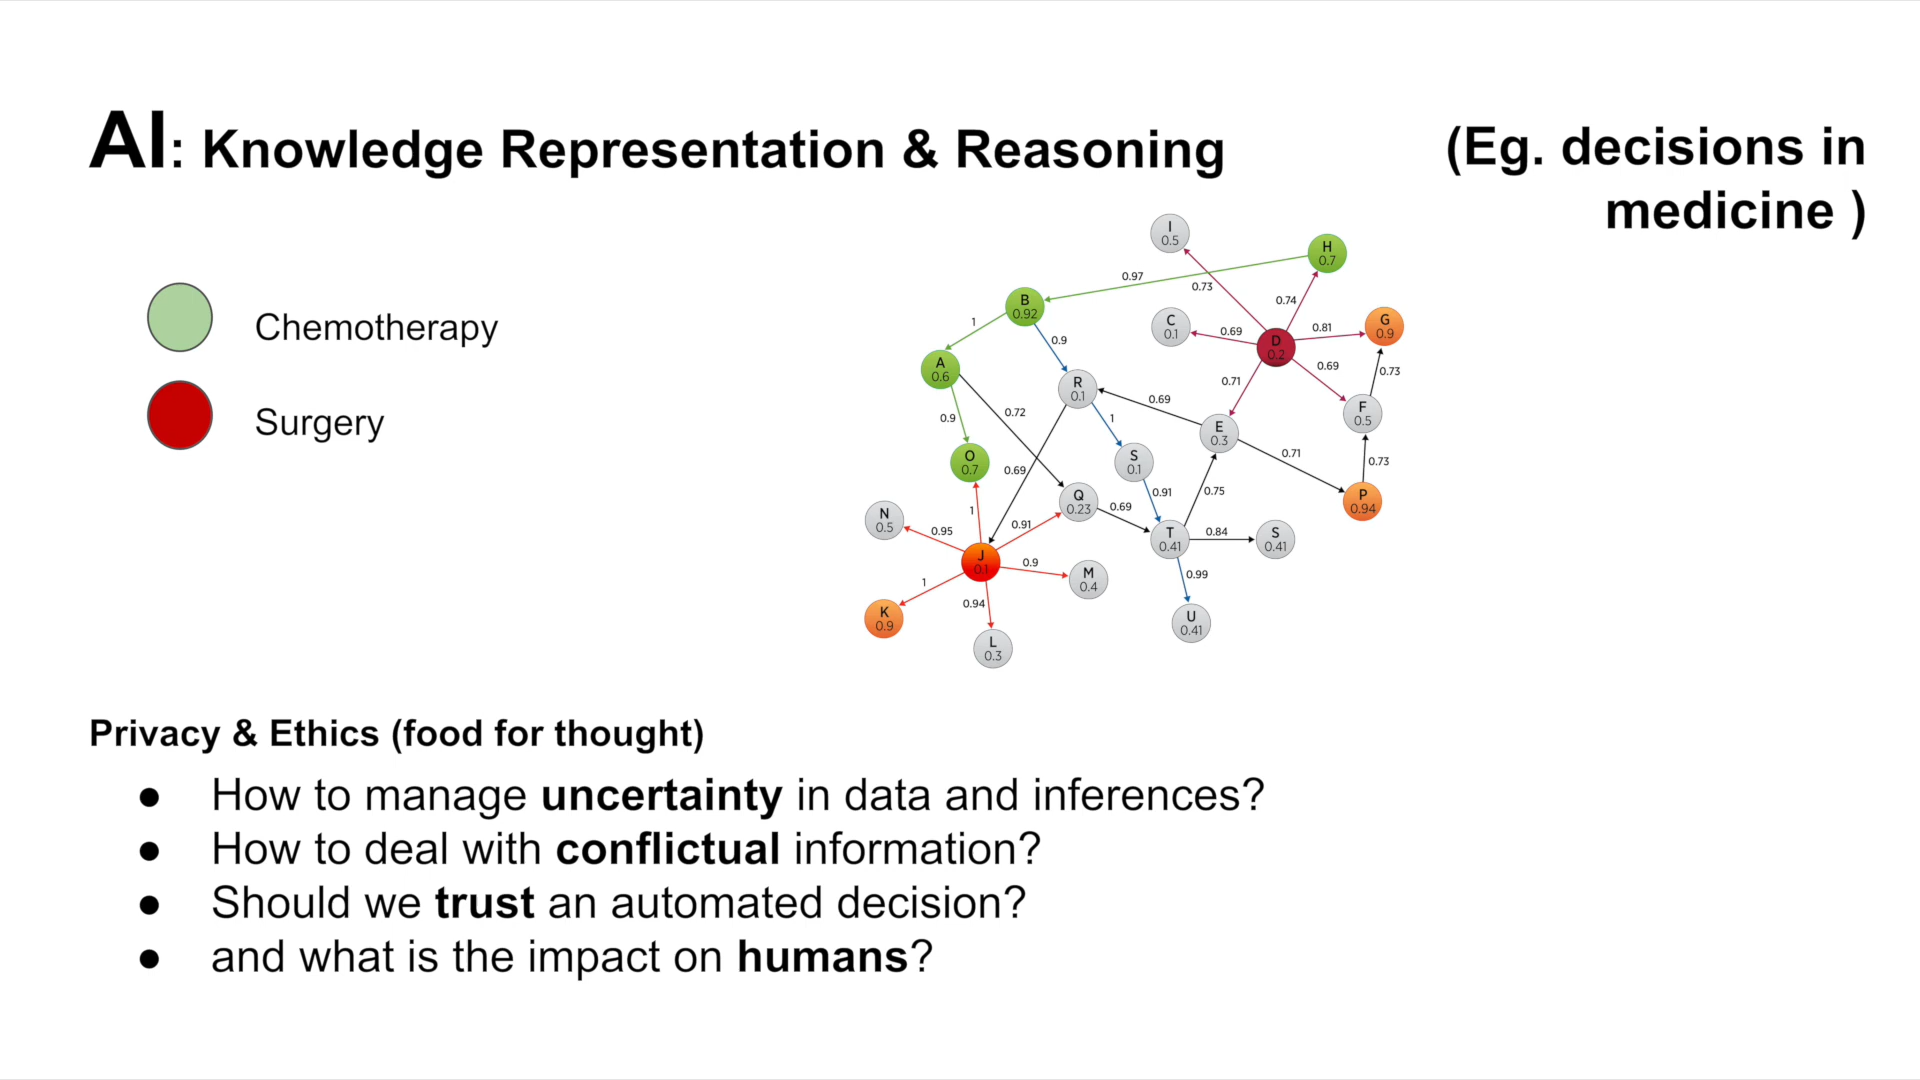 AI: Knowledge Representation & Reasoning
(Eg. decisions in
medicine )
Chemotherapy
Surgery
I
0.5
H
0.7
0.97
0.73
0.74
B
0.92
C
0.1
0.69
D
0.2
0.81
G
0.9
1
0.9
A
0.6
R
0.1
0.71
0.69
0.73
0.69
F
0.5
0.9
0.72
1
E
0.3
O
0.7
0.69
S
0.1
0.71
0.73
Q
0.23
0.91
0.75
P
0.94
N
0.5
0.95
1
0.91
0.69
T
0.41
0.84
S
0.41
J
0.1
0.9
M
0.4
0.99
1
K
0.9
0.94
L
0.3
U
0.41
Privacy & Ethics (food for thought)
● How to manage uncertainty in data and inferences?
● How to deal with conflictual information?
● Should we trust an automated decision?
● and what is the impact on humans?